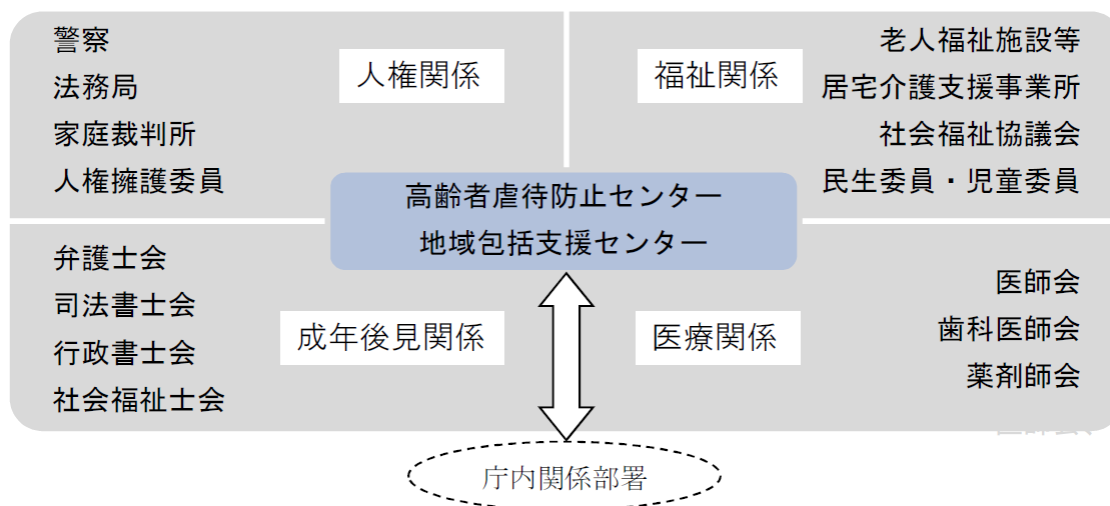 警察
法務局
家庭裁判所
人権擁護委員
人権関係
福祉関係
老人福祉施設等
居宅介護支援事業所
社会福祉協議会
民生委員・児童委員
高齢者虐待防止センター
地域包括支援センター
弁護士会
司法書士会
行政書士会
社会福祉士会
成年後見関係
医療関係
医師会
歯科医師会
薬剤師会
庁内関係部署